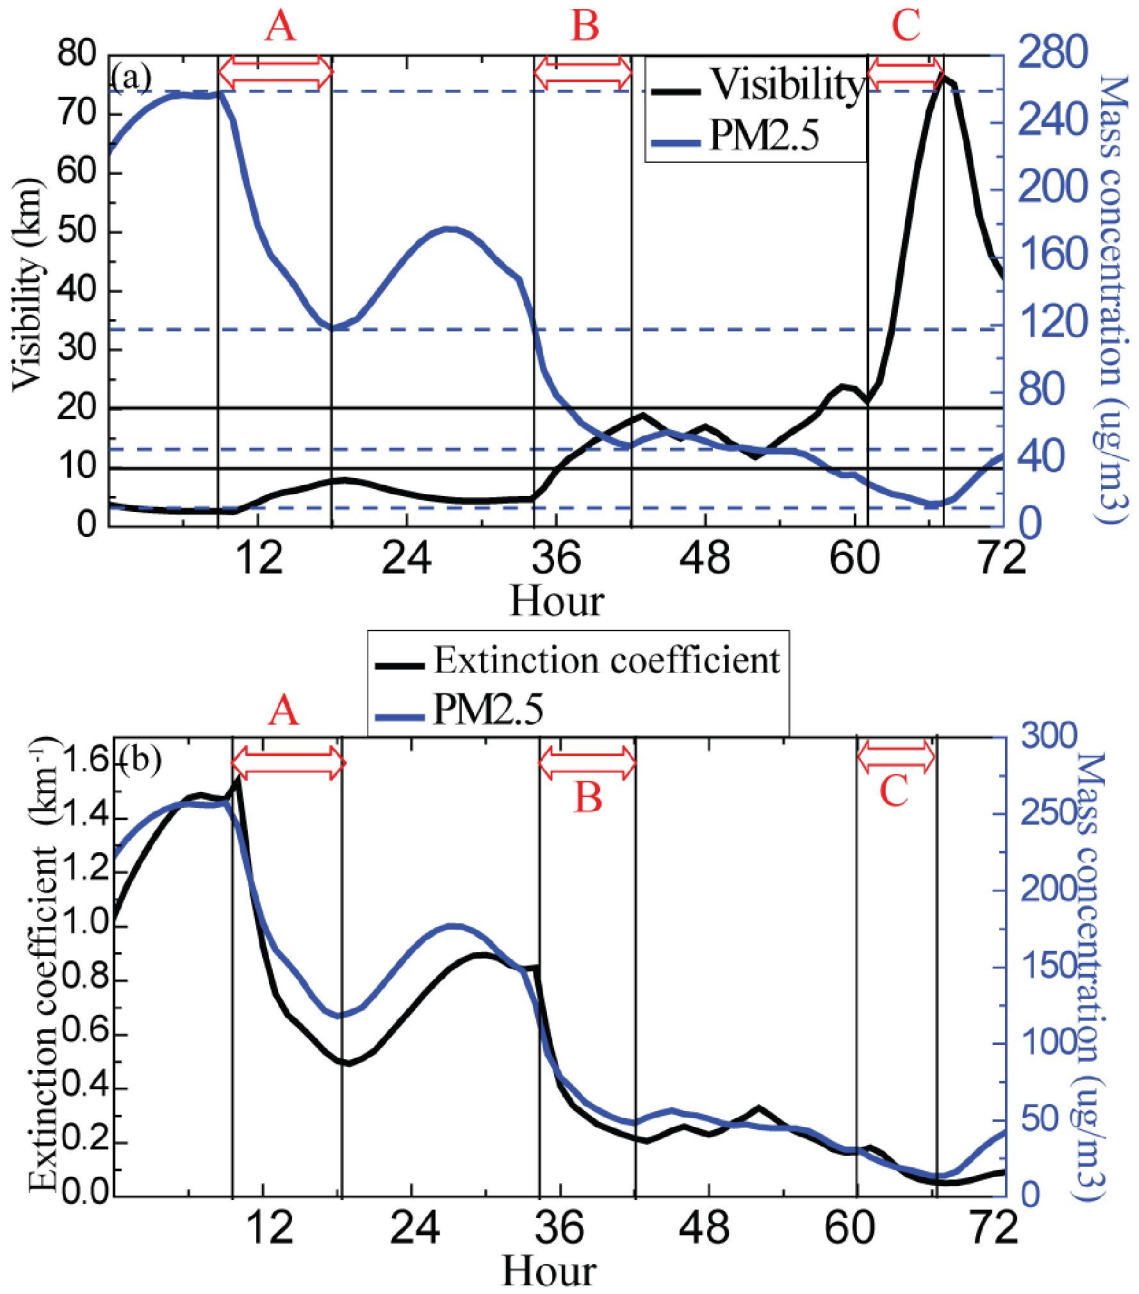 A B C
(a)
Visibility
PM2.5
80
70
60
50
40
30
20
10
0
Visibility (km)
280
240
200
160
120
80
40
0
Mass concentration (ug/m3)
12 24 36 48 60 72
Hour
Extinction coefficient
PM2.5
A
B
C
(b)
1.6
1.4
1.2
1.0
0.8
0.6
0.4
0.2
0.0
Extinction coefficient (km-1)
300
250
200
150
100
50
0
Mass concentration (ug/m3)
12 24 36 48 60 72
Hour